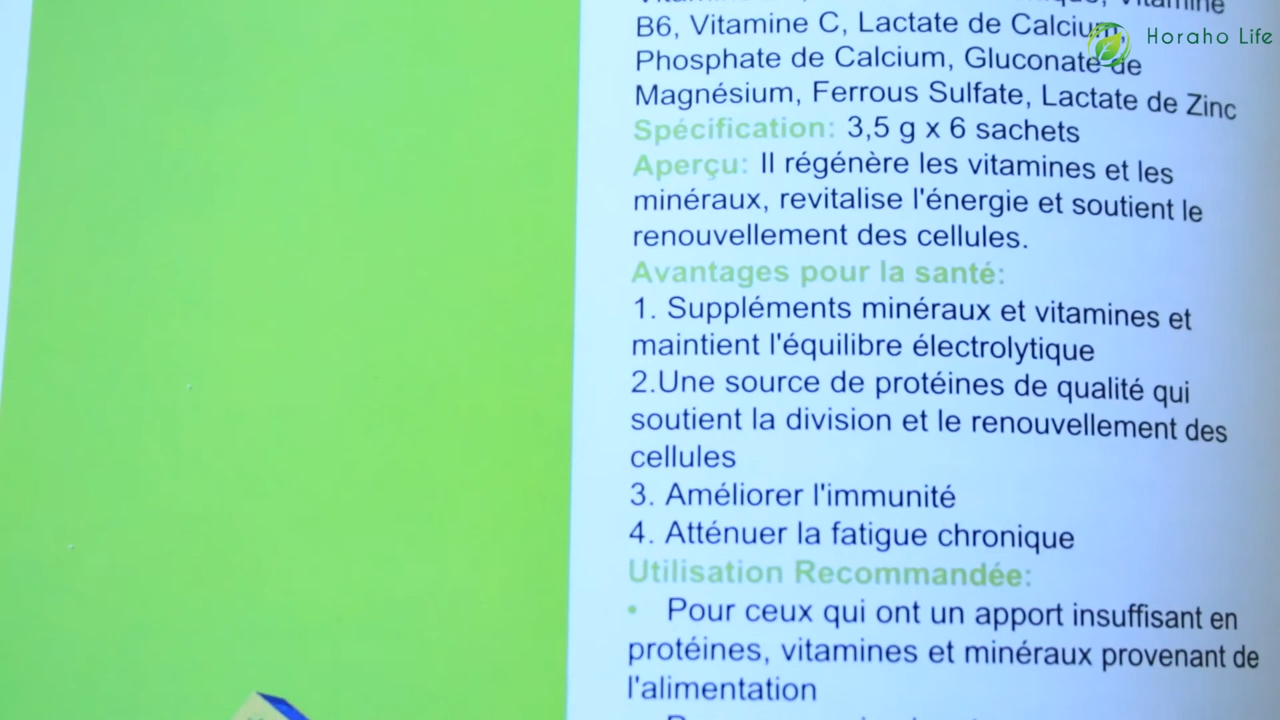 Vitamine
B6, Vitamine C, Lactate de Calcium,
Phosphate de Calcium, Gluconate de
Magnésium, Ferrous Sulfate, Lactate de Zinc
Spécification: 3,5 g x 6 sachets
Aperçu: Il régénère les vitamines et les
minéraux, revitalise l'énergie et soutient le
renouvellement des cellules.
Avantages pour la santé:
1. Suppléments minéraux et vitamines et
maintient l'équilibre électrolytique
2.Une source de protéines de qualité qui
soutient la division et le renouvellement des
cellules
3. Améliorer l'immunité
4. Atténuer la fatigue chronique
Utilisation Recommandée:
• Pour ceux qui ont un apport insuffisant en
protéines, vitamines et minéraux provenant de
l'alimentation
Horaho Life